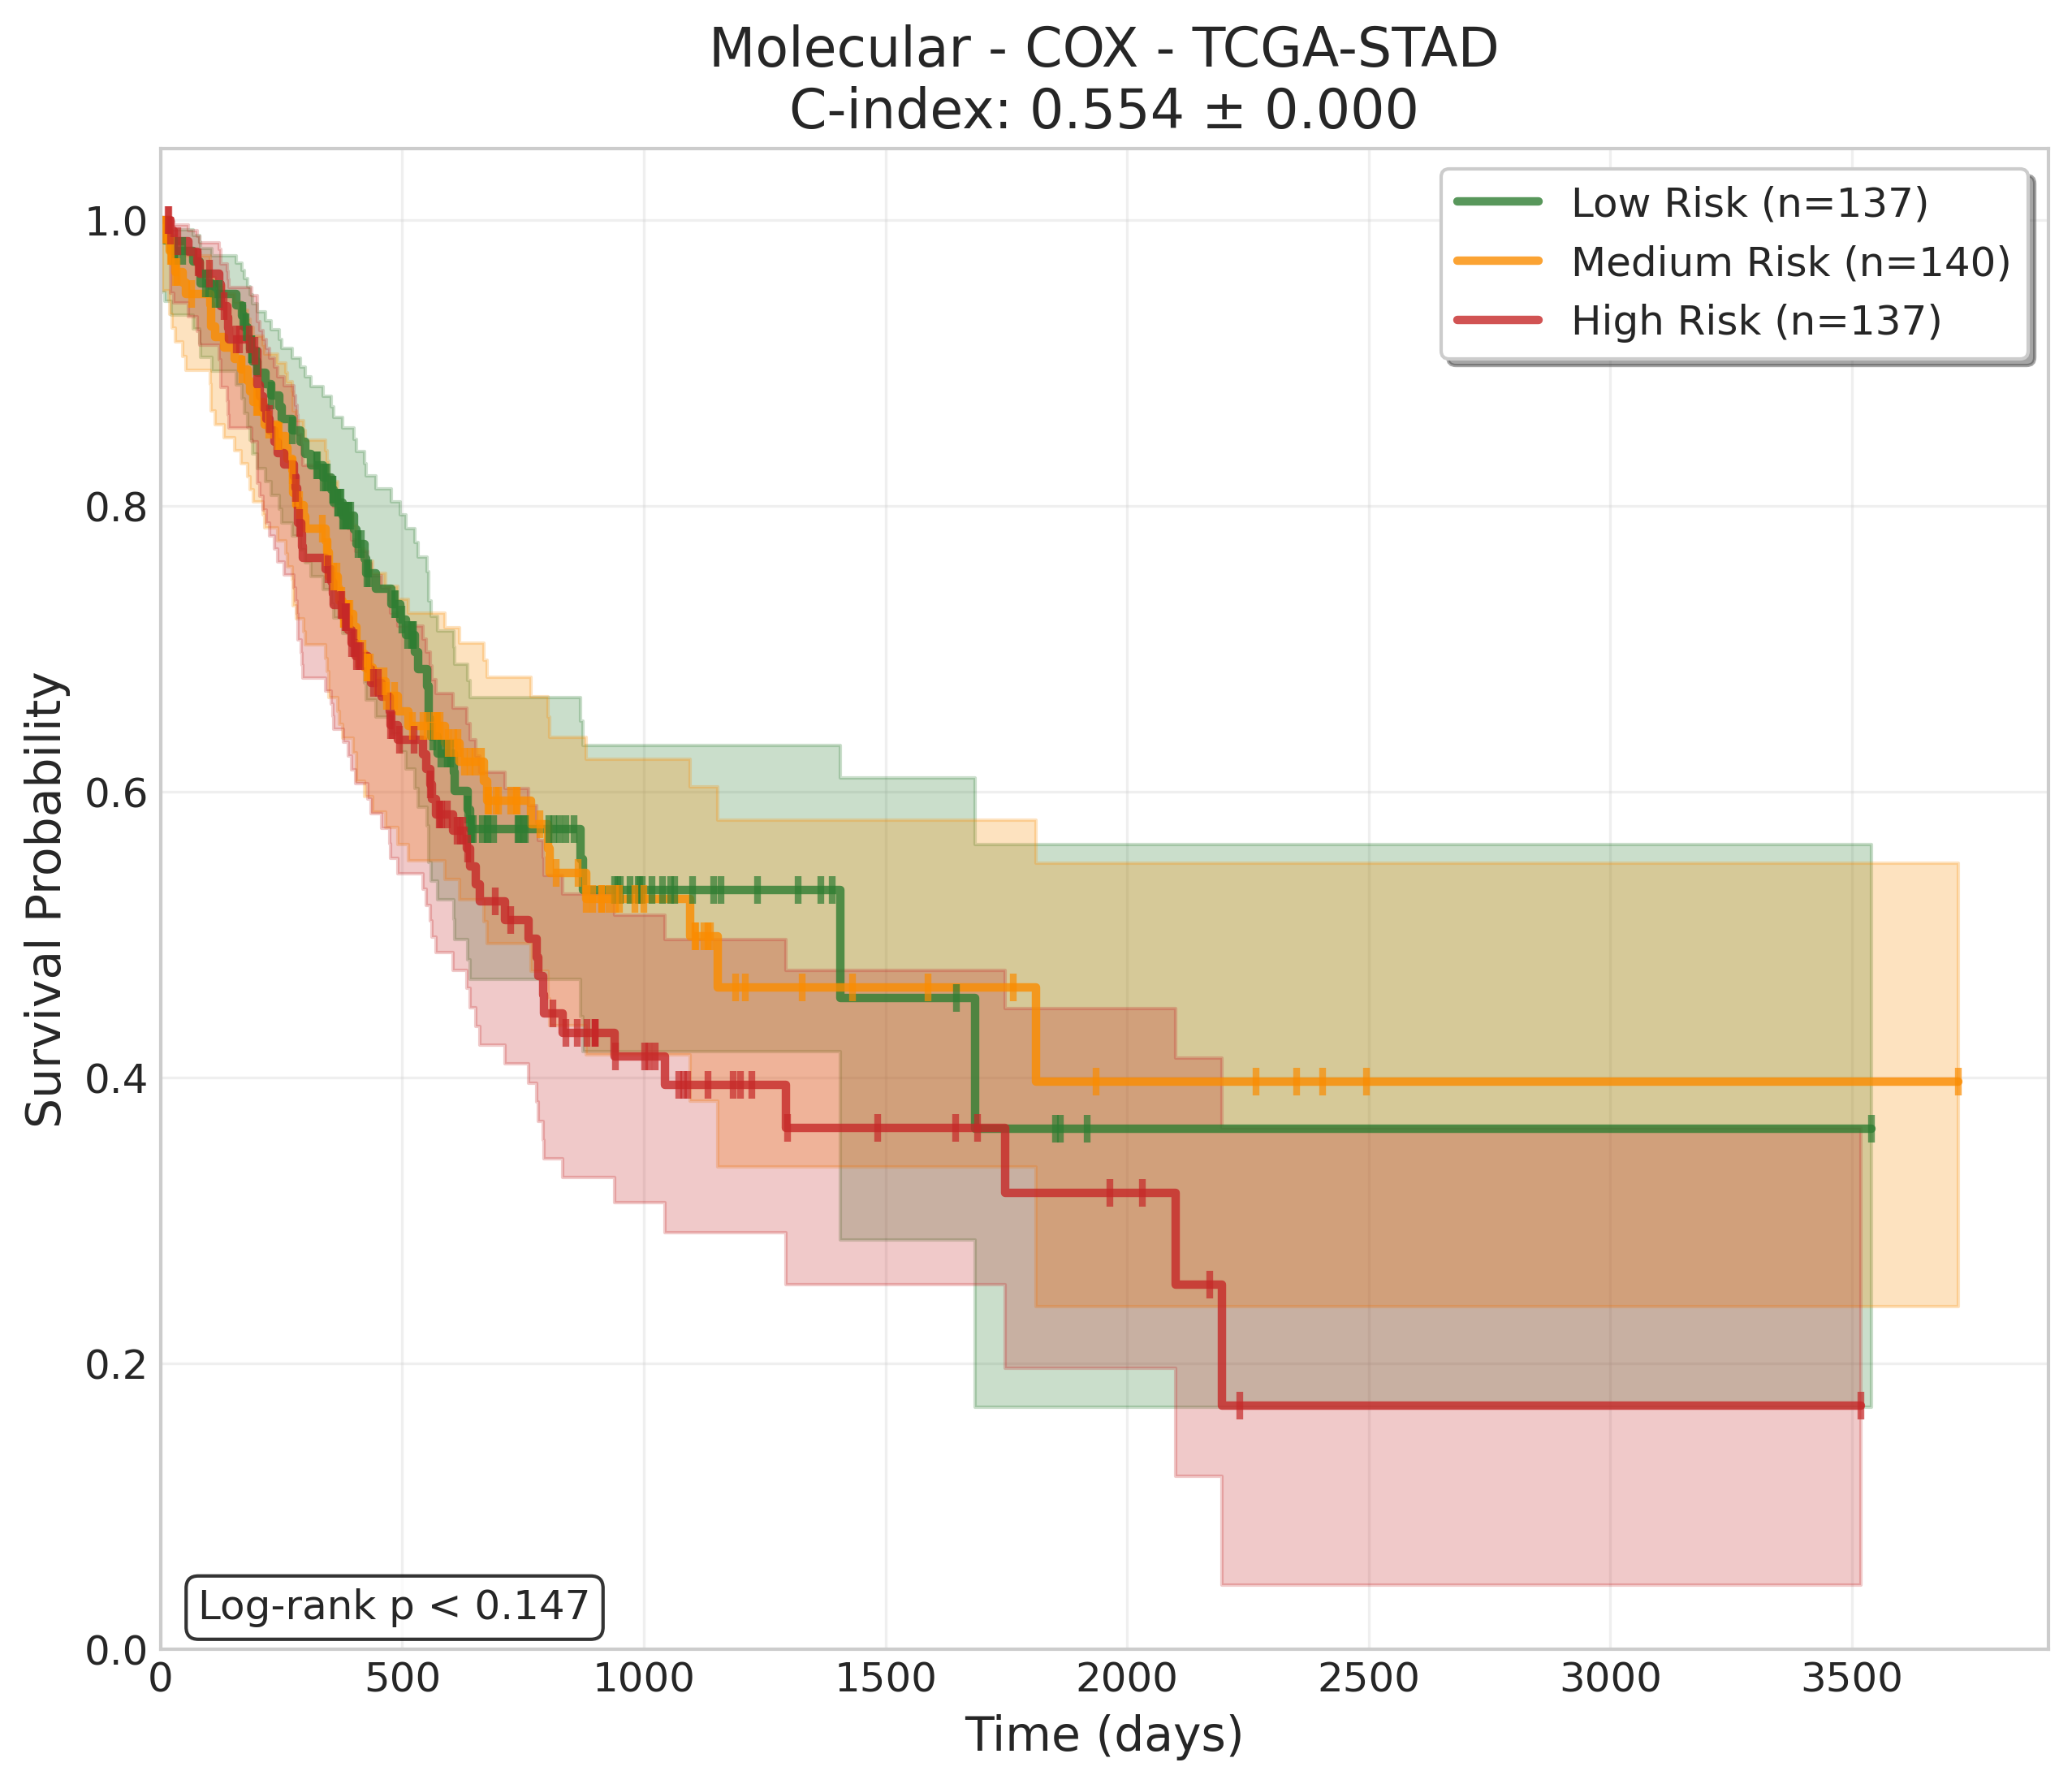 Molecular - COX - TCGA-STAD
C-index: 0.554 ± 0.000
Low Risk (n=137)
Medium Risk (n=140)
High Risk (n=137)
Survival Probability
1.0
0.8
0.6
0.4
0.2
0.0
Log-rank p < 0.147
0 500 1000 1500 2000 2500 3000 3500
Time (days)